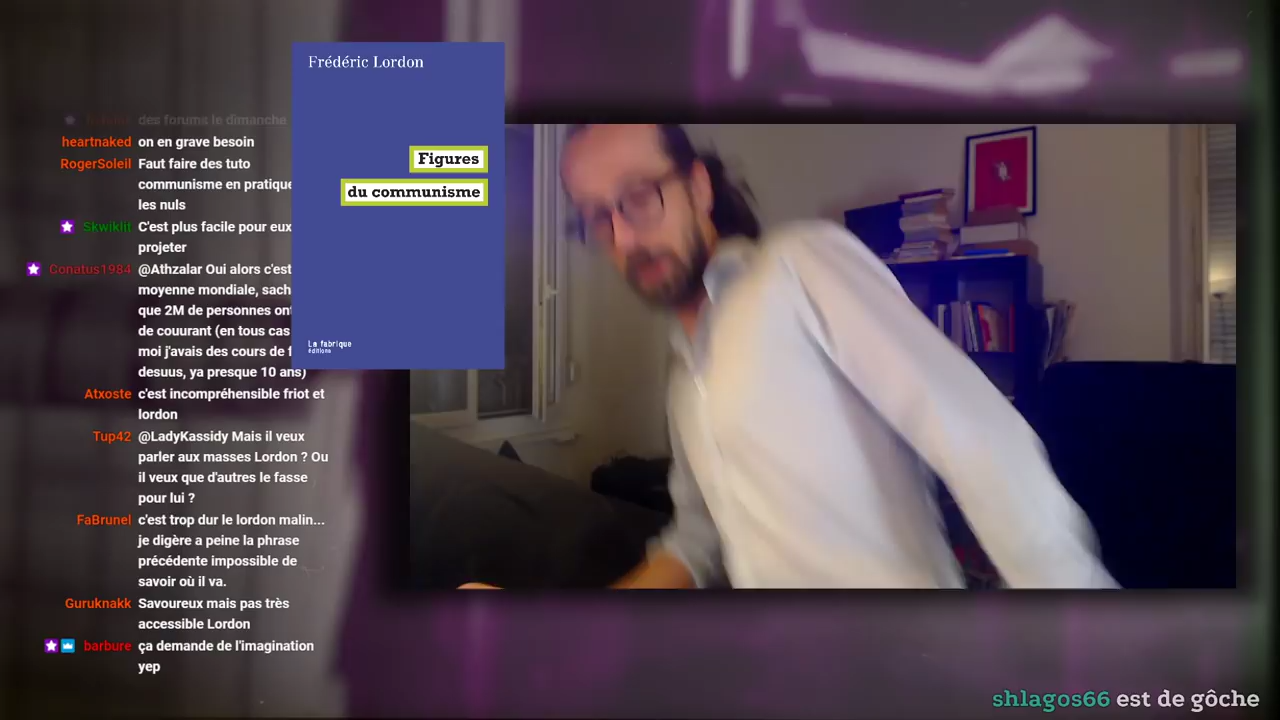 des forums le dimanche
heartnaked on en grave besoin
RogerSoleil Faut faire des tuto
communisme en pratique
les nuls
Skwiklit C'est plus facile pour eux
projeter
Conatus1984 @Athzalar Oui alors c'est
moyenne mondiale, sach
que 2M de personnes ont
de couurant (en tous cas
moi j'avais des cours de f
desuus, ya presque 10 ans)
Atxoste c'est incompréhensible friot et
lordon
Tup42 @LadyKassidy Mais il veux
parler aux masses Lordon ? Ou
il veux que d'autres le fasse
pour lui ?
FaBrunel c'est trop dur le lordon malin...
je digère a peine la phrase
précédente impossible de
savoir où il va.
Guruknakk Savoureux mais pas très
accessible Lordon
barbure ça demande de l'imagination
yep
Frédéric Lordon
Figures
du communisme
La fabrique
éditions
shlagos66 est de gôche